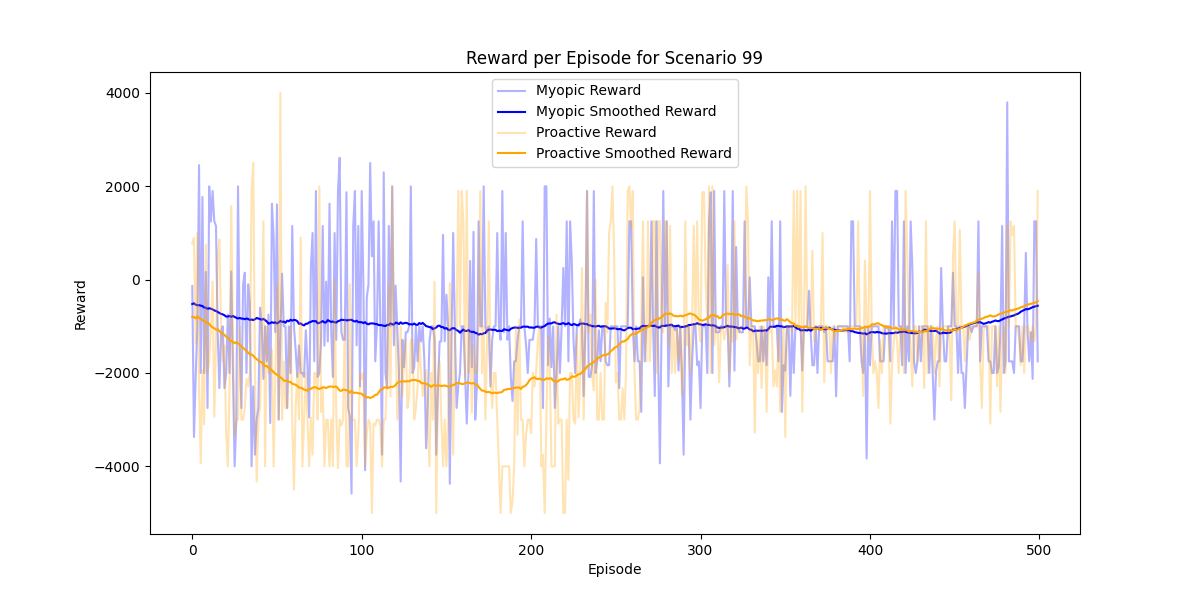 Reward per Episode for Scenario 99
Myopic Reward
Myopic Smoothed Reward
Proactive Reward
Proactive Smoothed Reward
Reward
4000
2000
0
−2000
−4000
0 100 200 300 400 500
Episode